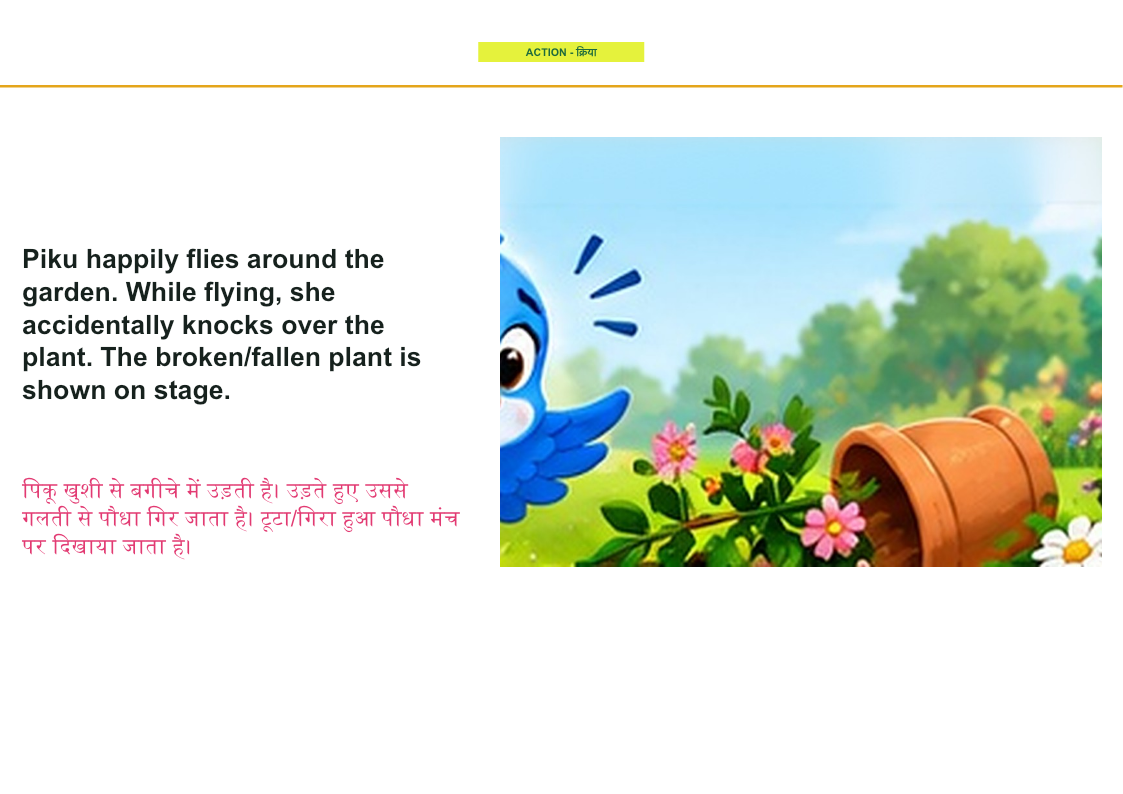 ACTION - क्रिया
Piku happily flies around the
garden. While flying, she
accidentally knocks over the
plant. The broken/fallen plant is
shown on stage.
पिकू खुशी से बगीचे में उड़ती है। उड़ते हुए उससे
गलती से पौधा गिर जाता है। टूटा/गिरा हुआ पौधा मंच
पर दिखाया जाता है।